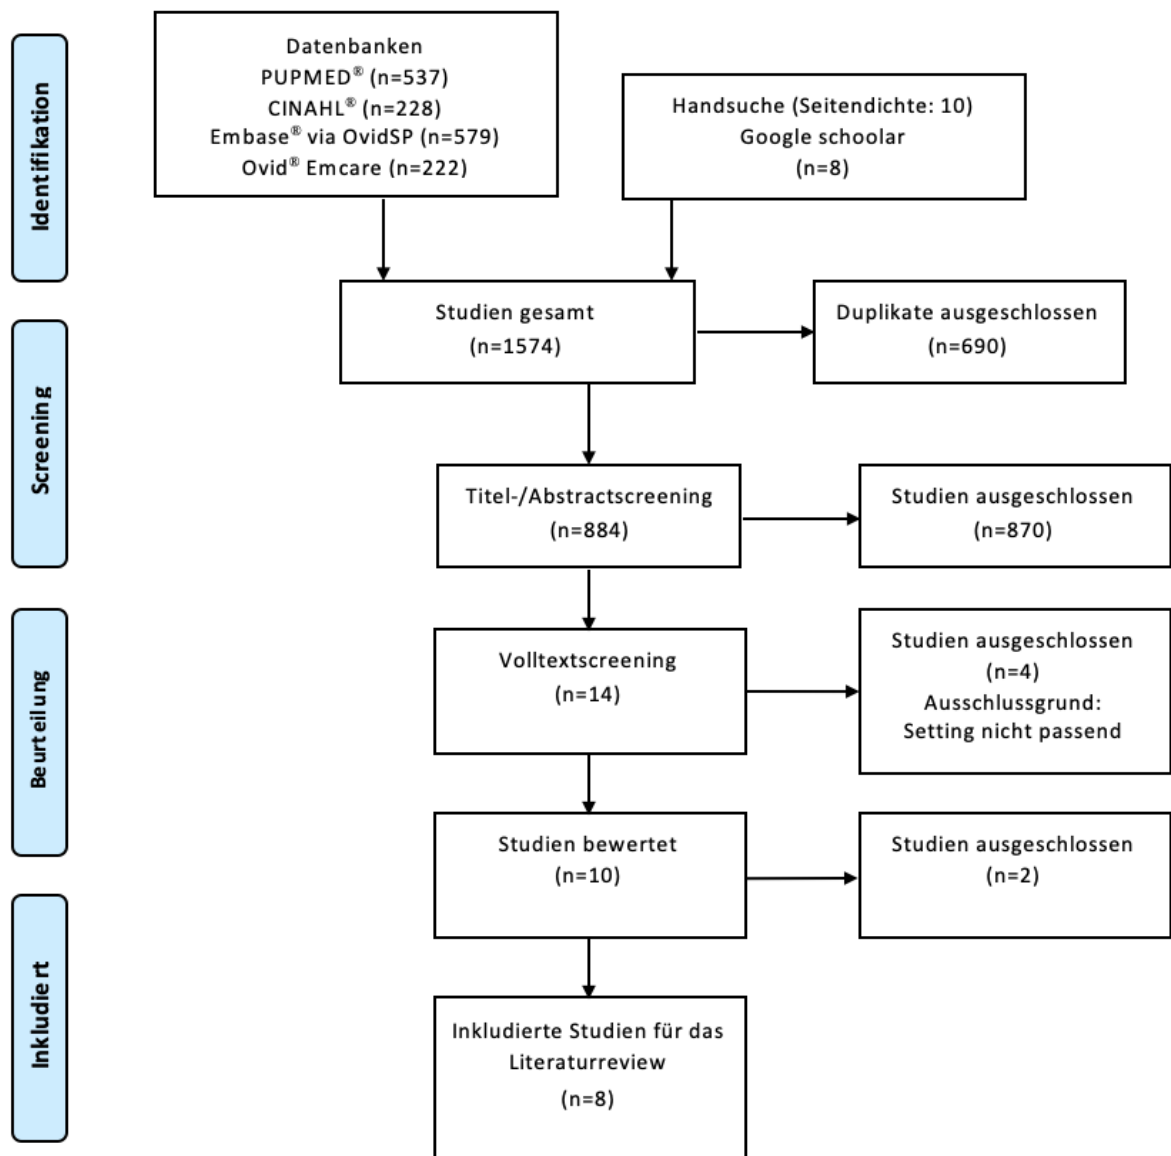 Identifikation
Datenbanken
PUPMED® (n=537)
CINAHL® (n=228)
Embase® via OvidSP (n=579)
Ovid® Emcare (n=222)
Handsuche (Seitendichte: 10)
Google schoolar
(n=8)
Studien gesamt
(n=1574)
Duplikate ausgeschlossen
(n=690)
Screening
Titel-/Abstractscreening
(n=884)
Studien ausgeschlossen
(n=870)
Beurteilung
Volltextscreening
(n=14)
Studien ausgeschlossen
(n=4)
Ausschlussgrund:
Setting nicht passend
Studien bewertet
(n=10)
Studien ausgeschlossen
(n=2)
Inkludiert
Inkludierte Studien für das
Literaturreview
(n=8)